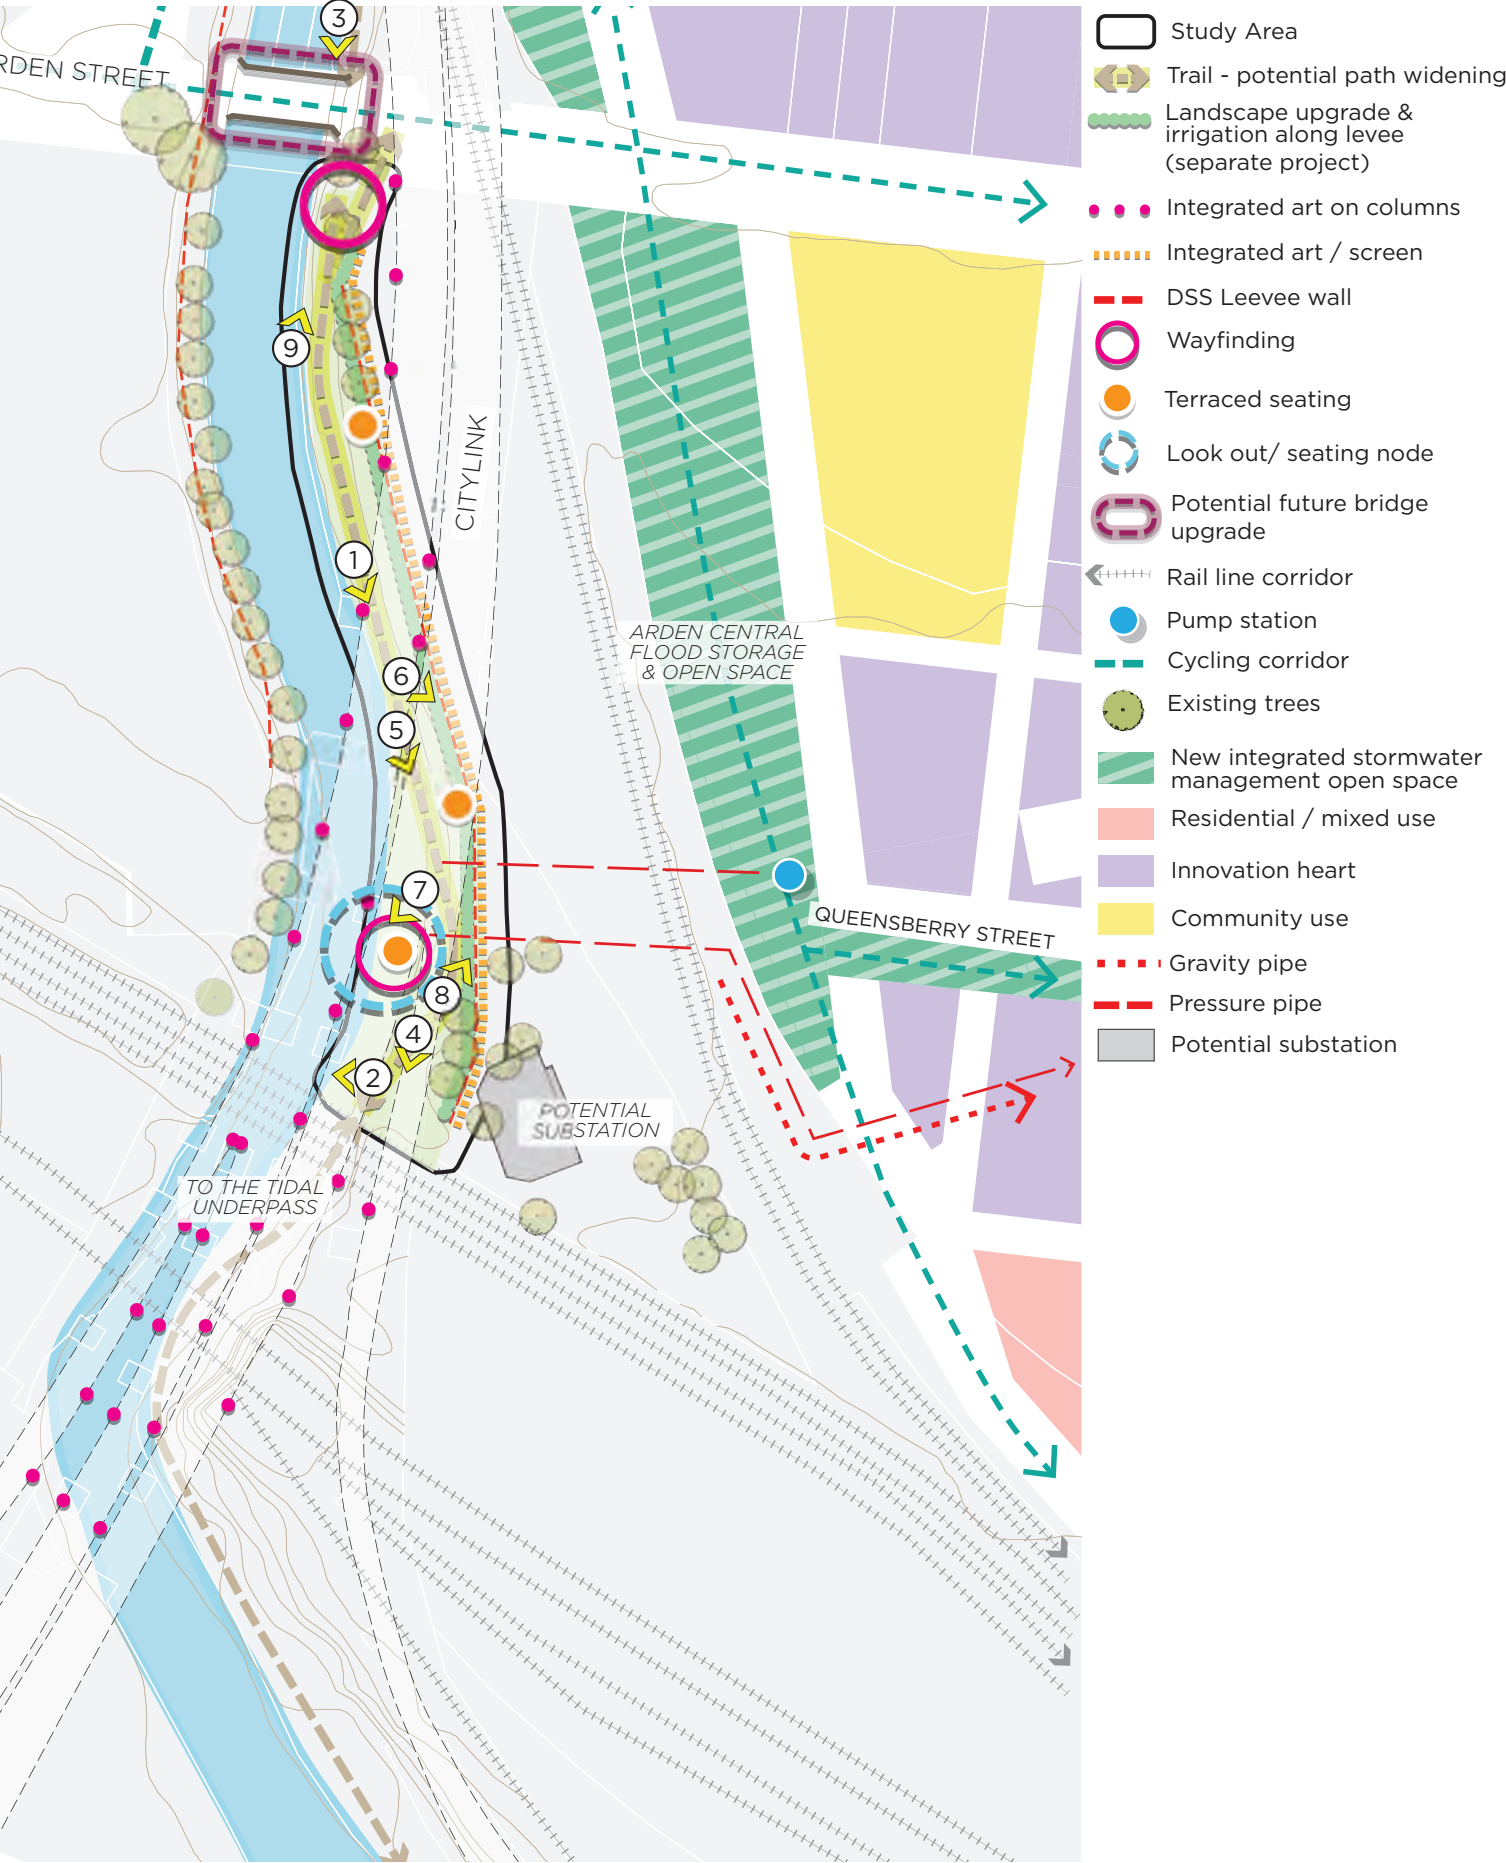 3
RDEN STREET
9
CITYLINK
1
6
5
7
8
4
2
ARDEN CENTRAL
FLOOD STORAGE
& OPEN SPACE
QUEENSBERRY STREET
POTENTIAL
SUBSTATION
TO THE TIDAL
UNDERPASS
Study Area
Trail - potential path widening
Landscape upgrade &
irrigation along levee
(separate project)
Integrated art on columns
Integrated art / screen
DSS Leevee wall
Wayfinding
Terraced seating
Look out/ seating node
Potential future bridge
upgrade
Rail line corridor
Pump station
Cycling corridor
Existing trees
New integrated stormwater
management open space
Residential / mixed use
Innovation heart
Community use
Gravity pipe
Pressure pipe
Potential substation